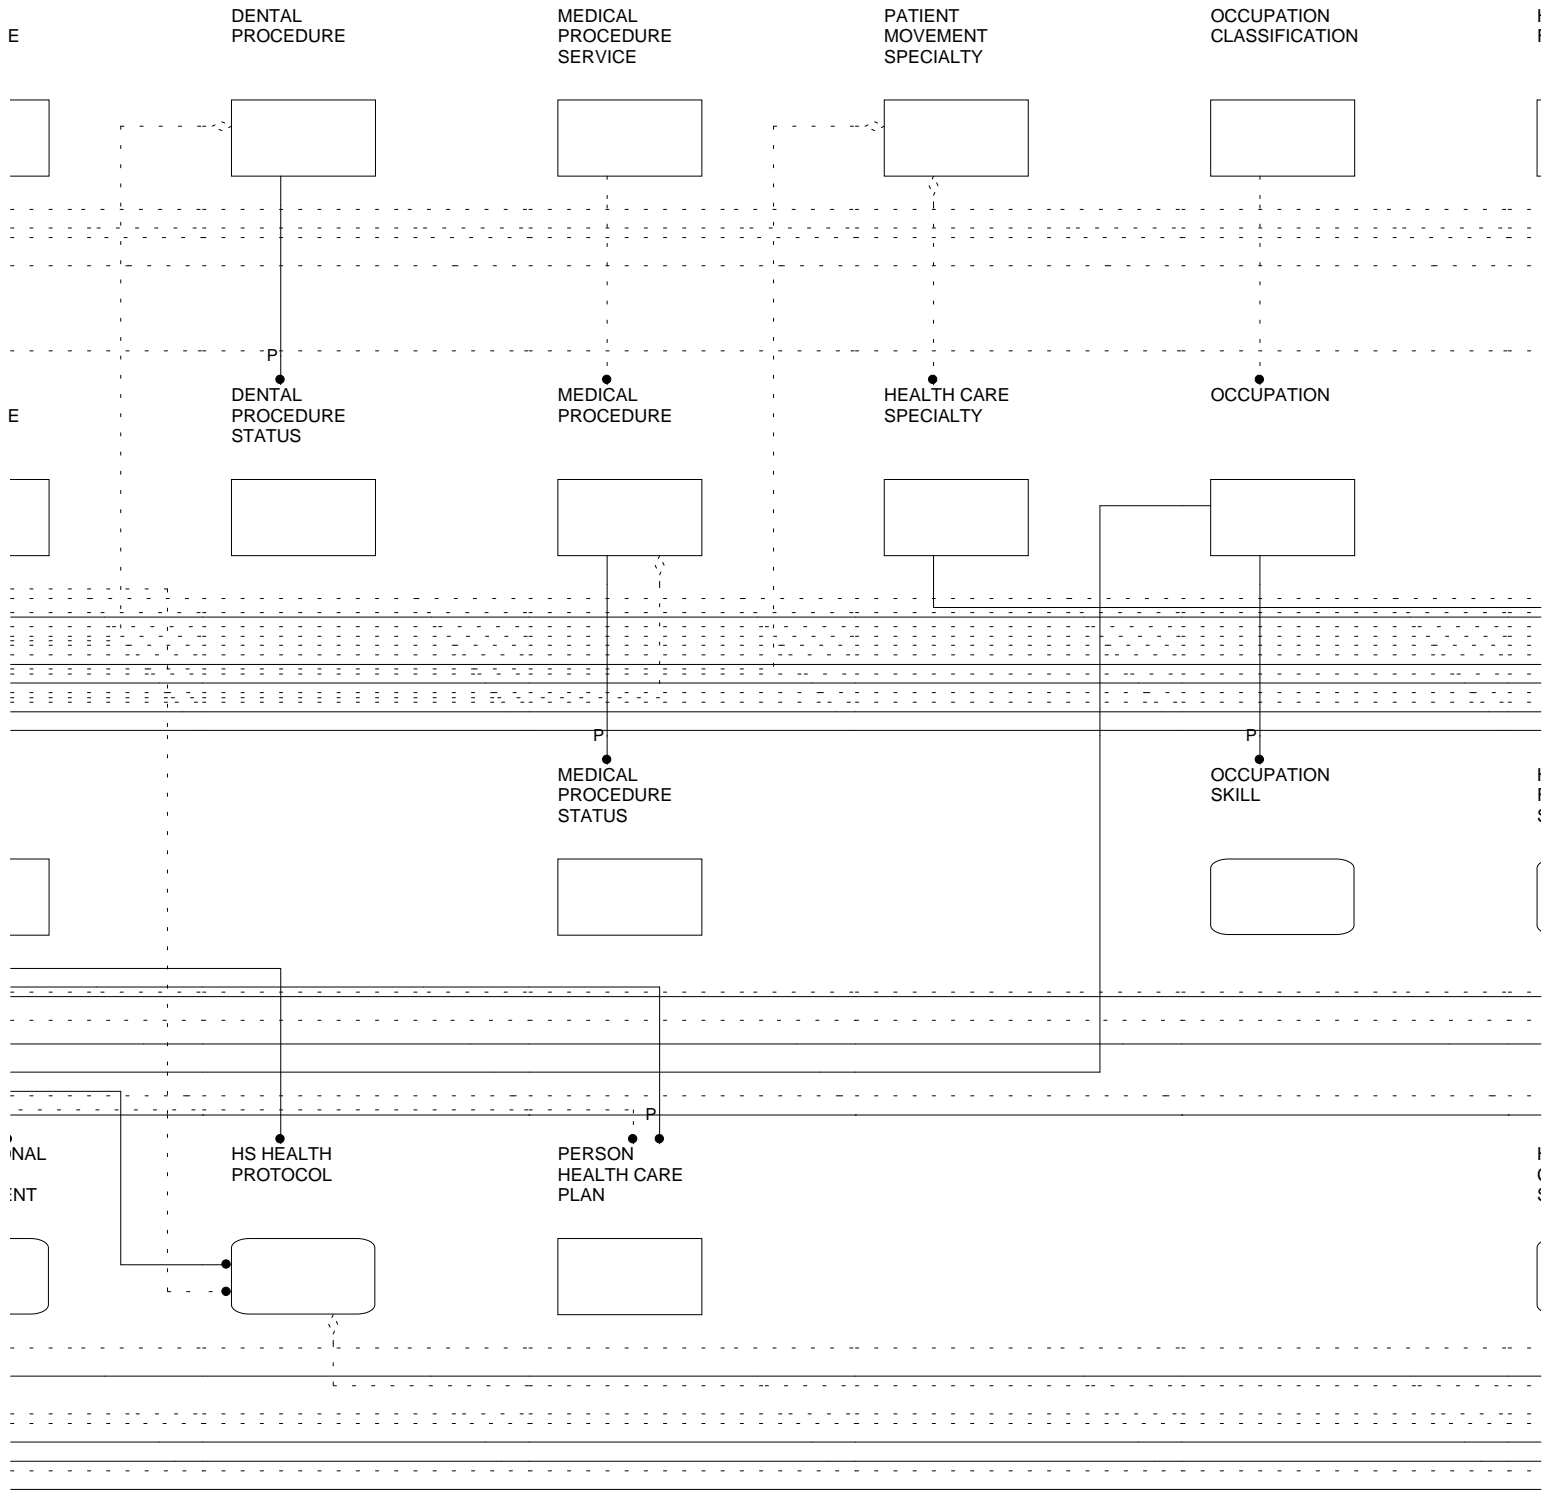 E
DENTAL
PROCEDURE
MEDICAL
PROCEDURE
SERVICE
PATIENT
MOVEMENT
SPECIALTY
OCCUPATION
CLASSIFICATION
P
E
DENTAL
PROCEDURE
STATUS
MEDICAL
PROCEDURE
HEALTH CARE
SPECIALTY
OCCUPATION
P
P
MEDICAL
PROCEDURE
STATUS
OCCUPATION
SKILL
P
NAL
ENT
HS HEALTH
PROTOCOL
PERSON
HEALTH CARE
PLAN